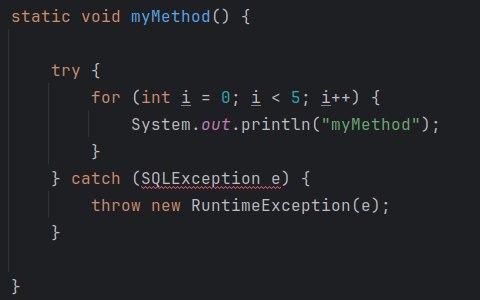 static void myMethod() {
try {
for (int i = 0; i < 5; i++) {
System.out.println("myMethod");
}
} catch (SQLException e) {
throw new RuntimeException(e);
}
}